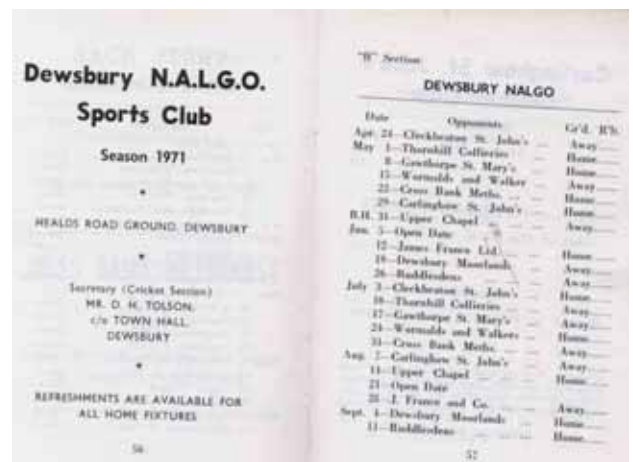 Dewsbury N.A.L.G.O.
Sports Club
Season 1971
HEALDS ROAD GROUND, DEWSBURY
Secretary (Cricket Section)
MR. D. H. TOLSON,
c/o TOWN HALL,
DEWSBURY
REFRESHMENTS ARE AVAILABLE FOR
ALL HOME FIXTURES
56
"B" Section
DEWSBURY NALGO
Date Opponents Gr'd. R't.
Apr. 24—Cleckheaton St. John's ... Away
May 1—Thornhill Collieries ... Home
8—Gawthorpe St. Mary's ... Home
15—Wormalds and Walker ... Away
22—Cross Bank Meths. ... Home
29—Carlinghow St. John's ... Home
B.H. 31—Upper Chapel ... Away
Jun. 5—Open Date
12—James France Ltd. ... Home
19—Dewsbury Moorlands ... Away
26—Ruddlesdens ... Away
July 3—Cleckheaton St. John's ... Home
10—Thornhill Collieries ... Away
17—Gawthorpe St. Mary's ... Away
24—Wormalds and Walkers ... Home
31—Cross Bank Meths. ... Away
Aug. 7—Carlinghow St. John's ... Away
14—Upper Chapel ... Home
21—Open Date
28—J. France and Co. ... Away
Sept. 4—Dewsbury Moorlands ... Home
11—Ruddlesdens ... Home
57